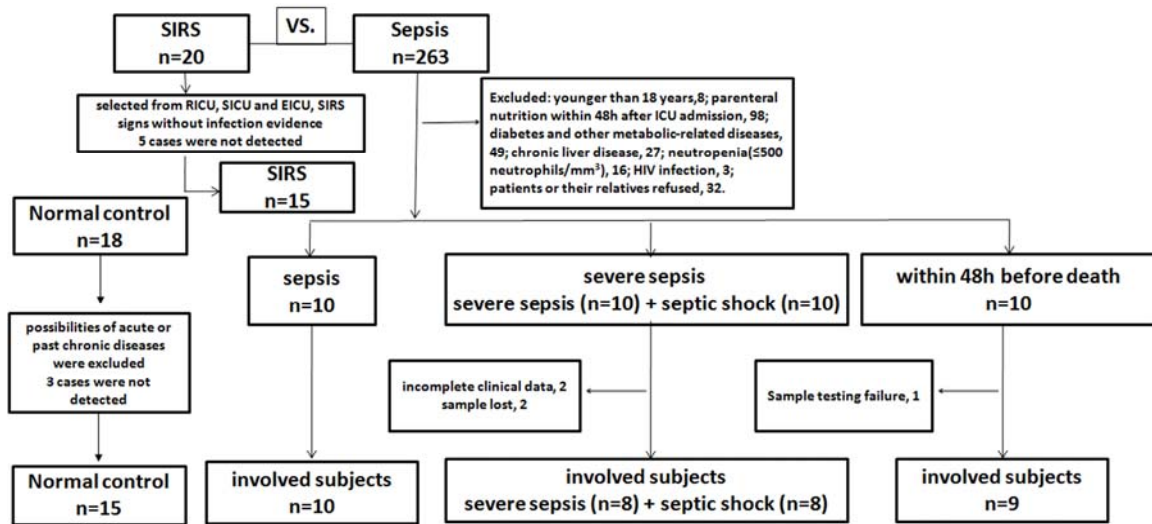 SIRS
n=20
VS.
Sepsis
n=263
selected from RICU, SICU and EICU, SIRS
signs without infection evidence
5 cases were not detected
Excluded: younger than 18 years,8; parenteral
nutrition within 48h after ICU admission, 98;
diabetes and other metabolic-related diseases,
49; chronic liver disease, 27; neutropenia(≤500
neutrophils/mm³), 16; HIV infection, 3;
patients or their relatives refused, 32.
SIRS
n=15
Normal control
n=18
sepsis
n=10
severe sepsis
severe sepsis (n=10) + septic shock (n=10)
within 48h before death
n=10
possibilities of acute or
past chronic diseases
were excluded
3 cases were not
detected
incomplete clinical data, 2
sample lost, 2
Sample testing failure, 1
Normal control
n=15
involved subjects
n=10
involved subjects
severe sepsis (n=8) + septic shock (n=8)
involved subjects
n=9